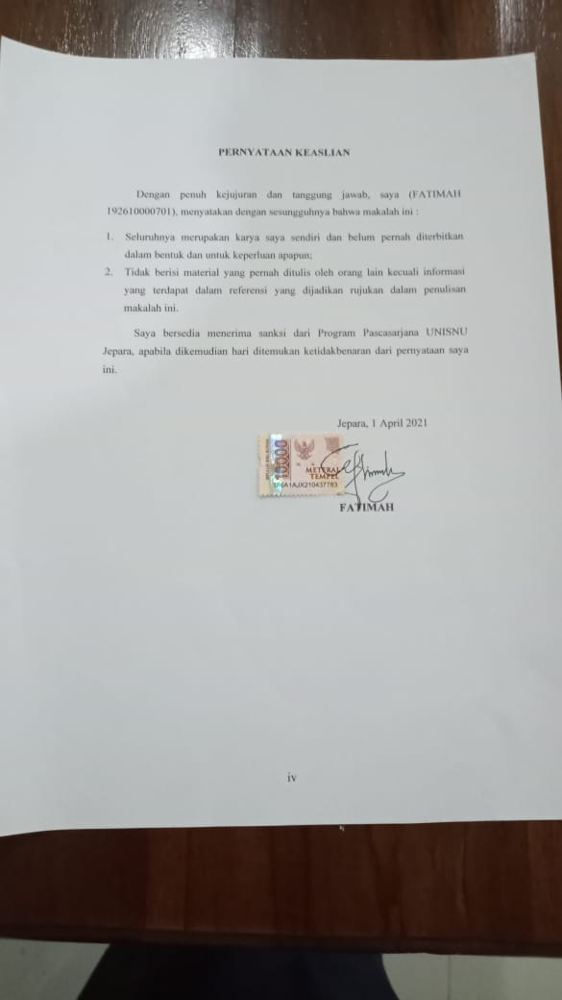 PERNYATAAN KEASLIAN
Dengan penuh kejujuran dan tanggung jawab, saya (FATIMAH
192610000701), menyatakan dengan sesungguhnya bahwa makalah ini :
1. Seluruhnya merupakan karya saya sendiri dan belum pernah diterbitkan
dalam bentuk dan untuk keperluan apapun;
2. Tidak berisi material yang pernah ditulis oleh orang lain kecuali informasi
yang terdapat dalam referensi yang dijadikan rujukan dalam penulisan
makalah ini.
Saya bersedia menerima sanksi dari Program Pascasarjana UNISNU
Jepara, apabila dikemudian hari ditemukan ketidakbenaran dari pernyataan saya
ini.
Jepara, 1 April 2021
10000
METERAI
TEMPEL
FATIMAH
iv